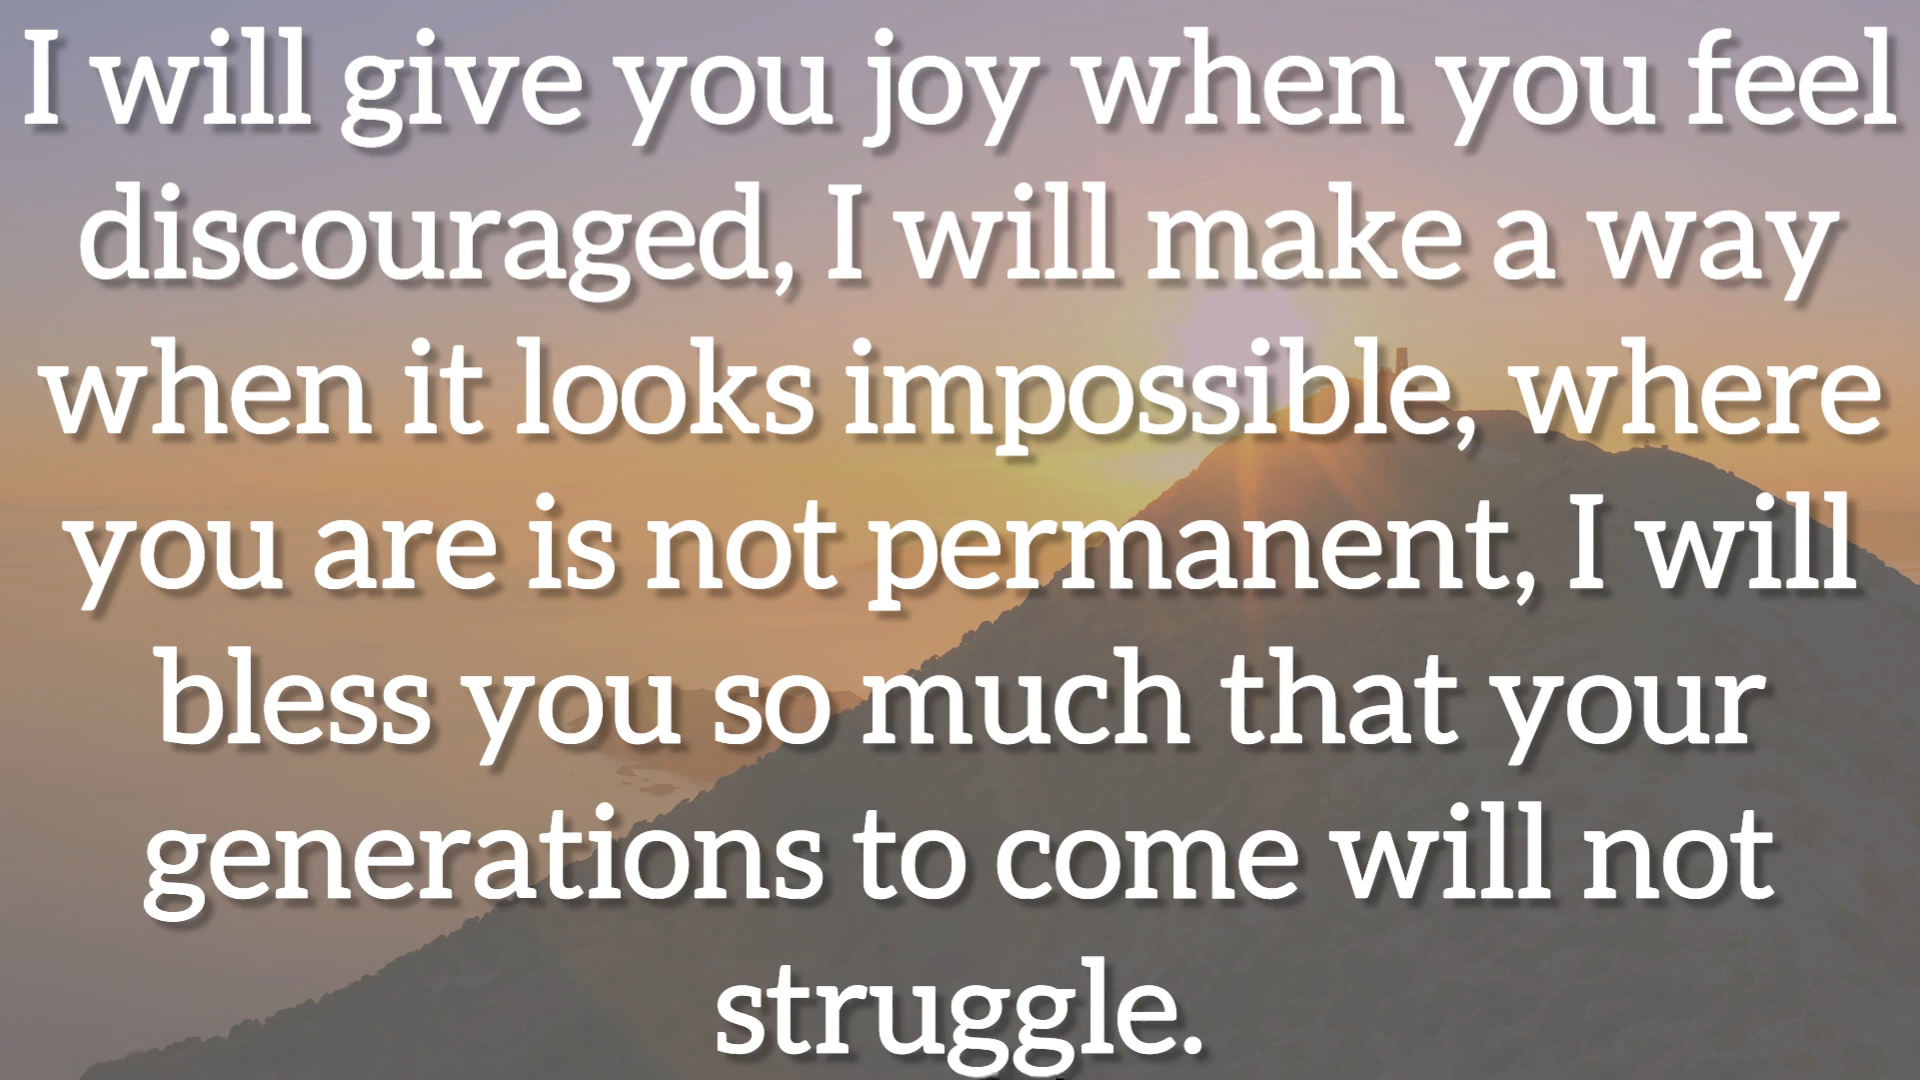 I will give you joy when you feel
discouraged, I will make a way
when it looks impossible, where
you are is not permanent, I will
bless you so much that your
generations to come will not
struggle.